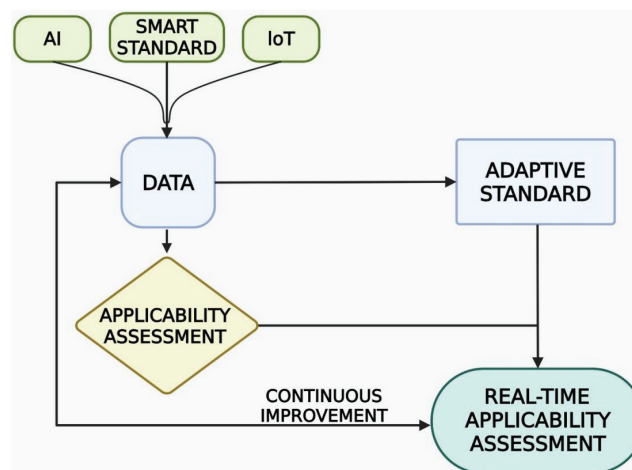 AI
SMART
STANDARD
IoT
DATA
ADAPTIVE
STANDARD
APPLICABILITY
ASSESSMENT
CONTINUOUS
IMPROVEMENT
REAL-TIME
APPLICABILITY
ASSESSMENT